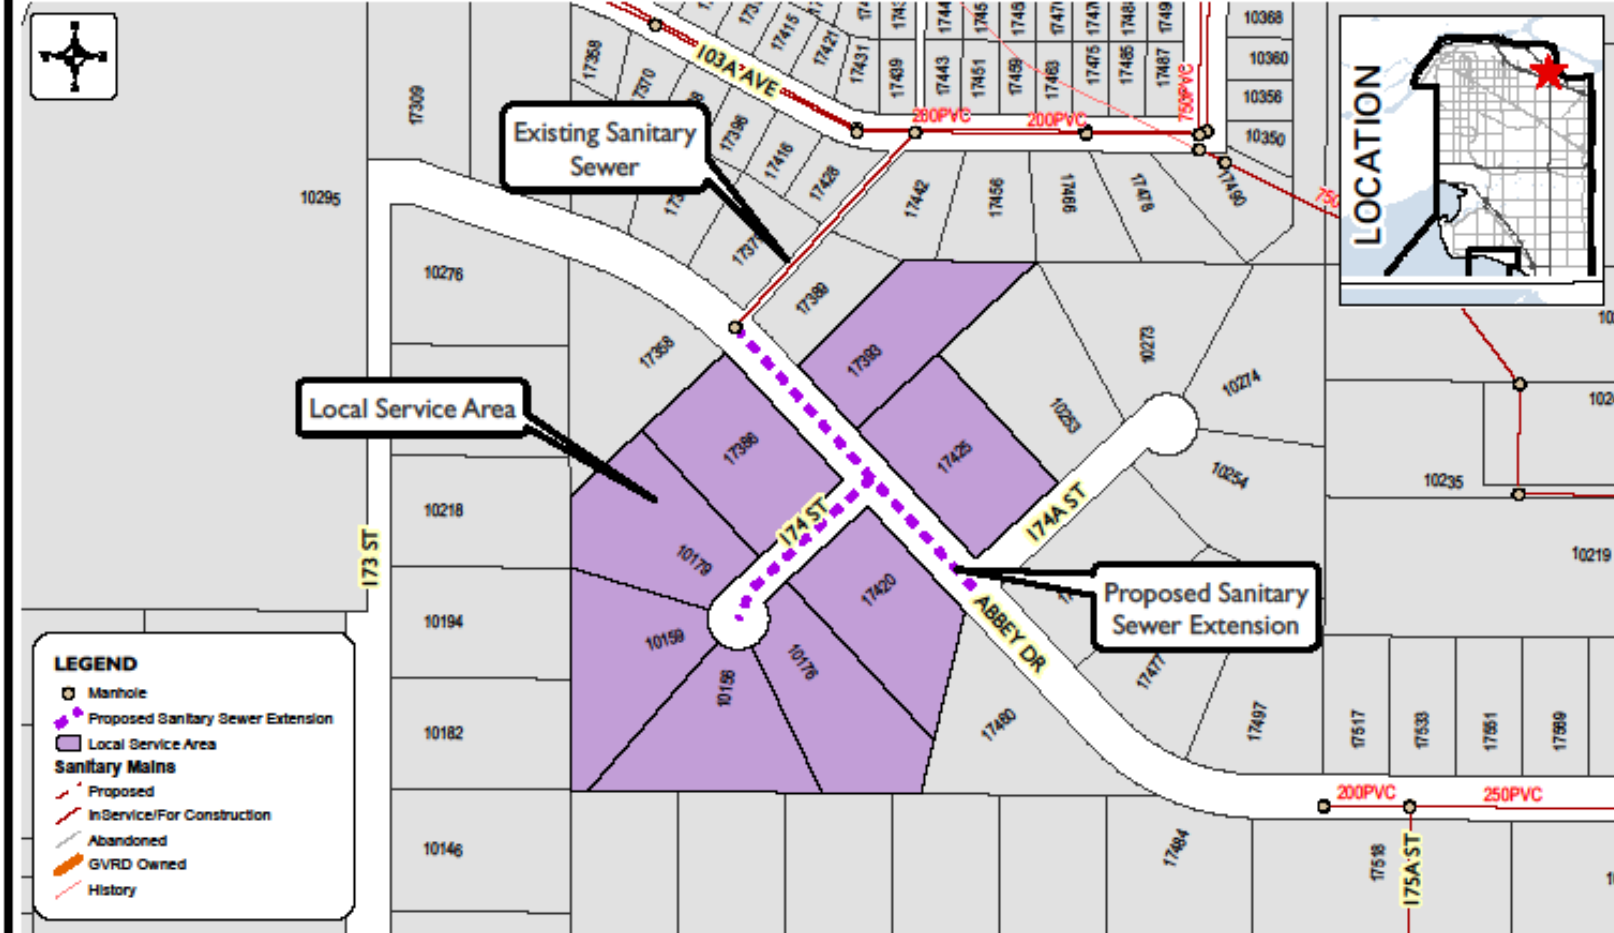 10368
17415
17421
17431
17439
17443
17451
17459
17463
17475
17485
17487
10360
10356
10350
17358
17370
17396
17416
17428
17309
103A AVE
200PVC
750PVC
LOCATION
Existing Sanitary
Sewer
10295
17442
17456
17466
17478
17490
10276
17389
17358
17393
10273
10274
10253
10254
17386
17425
Local Service Area
10218
10235
10219
174 ST
174A ST
173 ST
10179
17420
10194
10159
10156
10176
Proposed Sanitary
Sewer Extension
ABBEY DR
17477
17460
17497
10182
17517
17533
17551
17569
200PVC
250PVC
10146
17484
17518
175A ST
LEGEND
Manhole
Proposed Sanitary Sewer Extension
Local Service Area
Sanitary Mains
Proposed
InService/For Construction
Abandoned
GVRD Owned
History